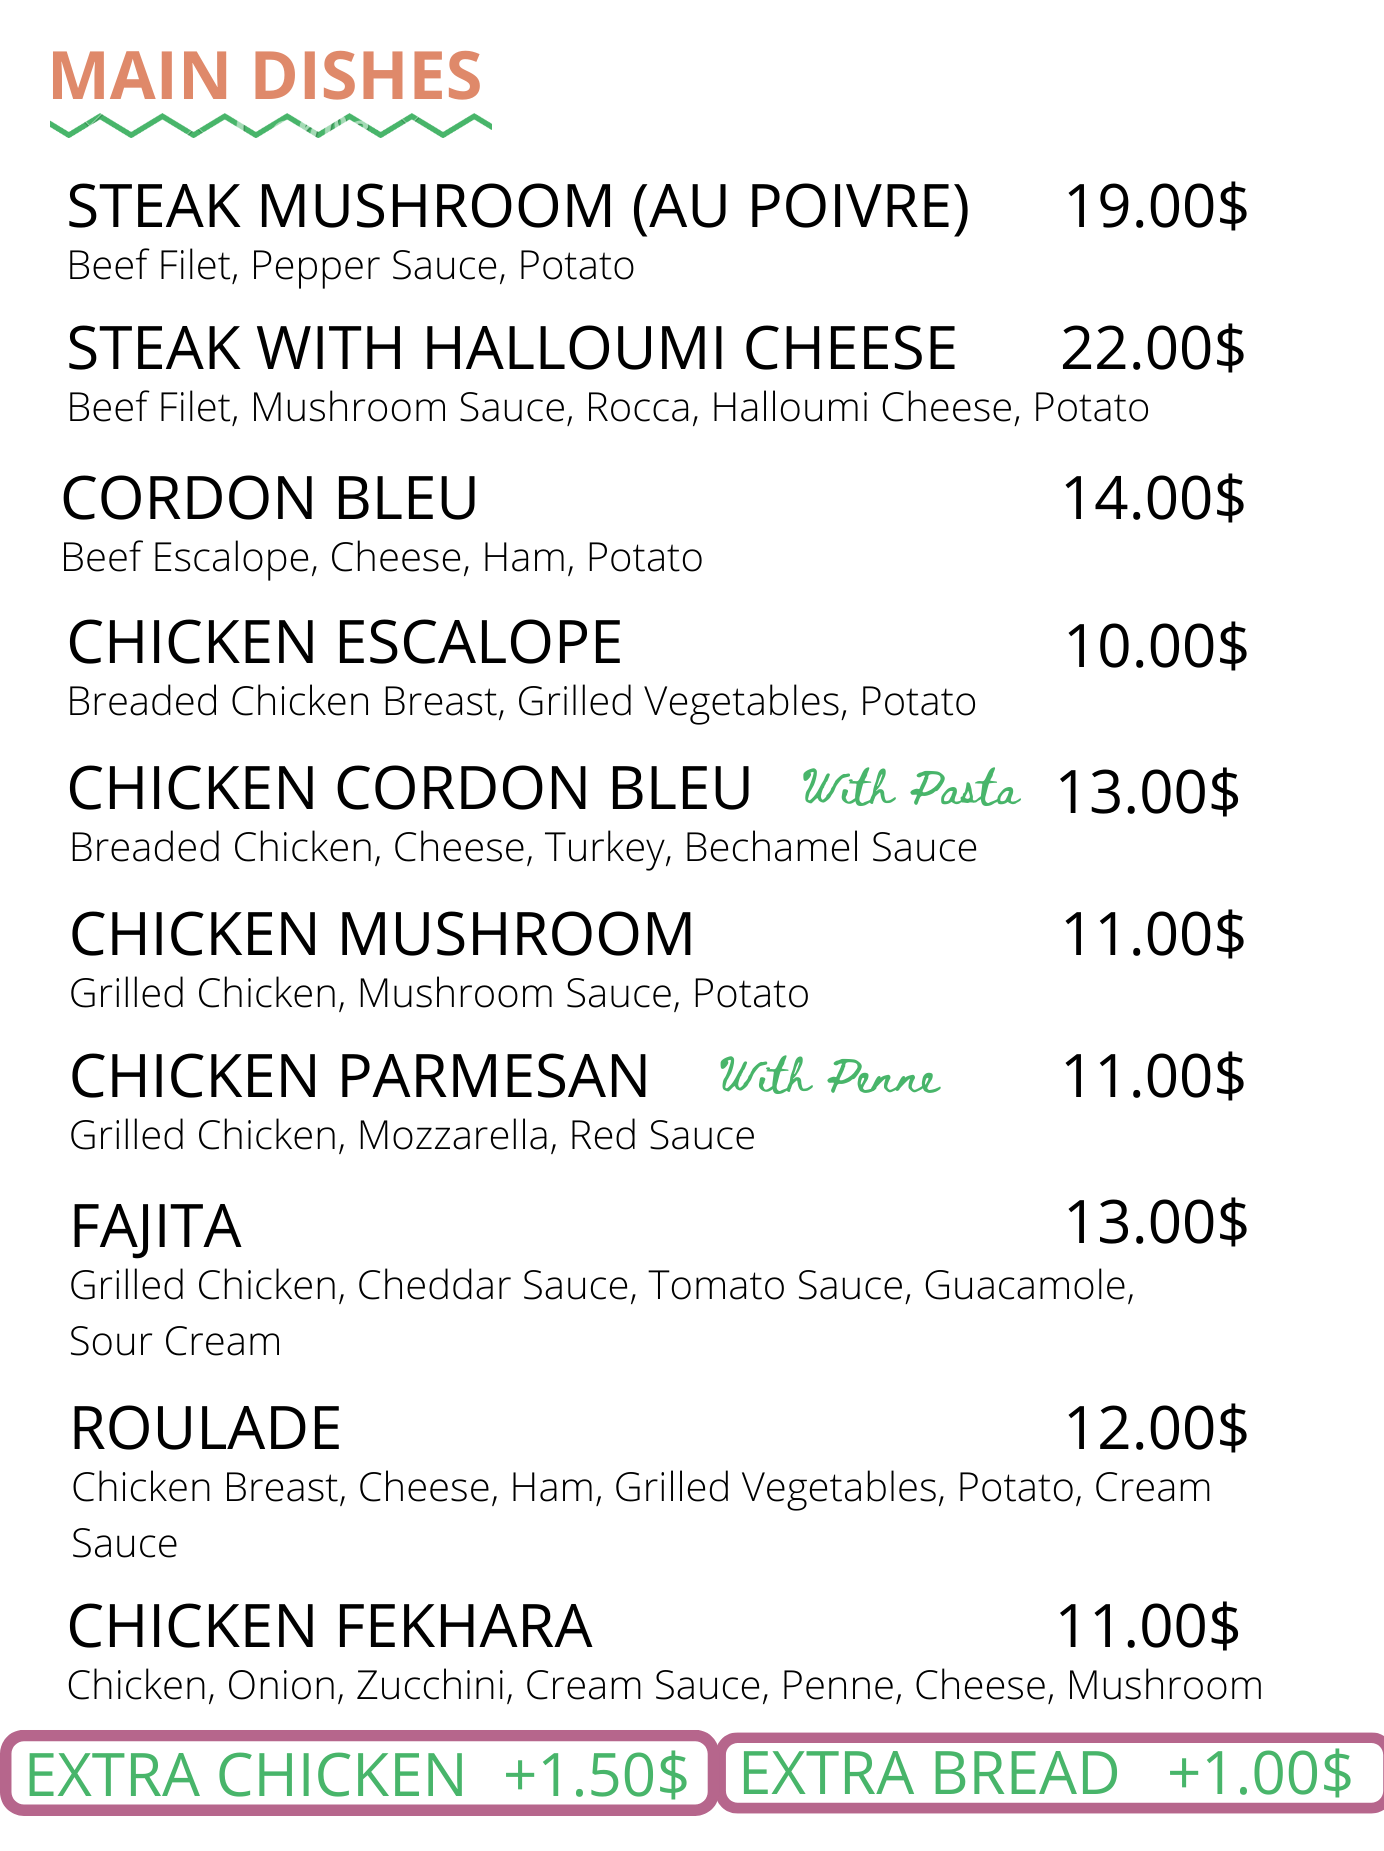 MAIN DISHES
STEAK MUSHROOM (AU POIVRE) 19.00$
Beef Filet, Pepper Sauce, Potato
STEAK WITH HALLOUMI CHEESE 22.00$
Beef Filet, Mushroom Sauce, Rocca, Halloumi Cheese, Potato
CORDON BLEU 14.00$
Beef Escalope, Cheese, Ham, Potato
CHICKEN ESCALOPE 10.00$
Breaded Chicken Breast, Grilled Vegetables, Potato
CHICKEN CORDON BLEU With Pasta 13.00$
Breaded Chicken, Cheese, Turkey, Bechamel Sauce
CHICKEN MUSHROOM 11.00$
Grilled Chicken, Mushroom Sauce, Potato
CHICKEN PARMESAN With Penne 11.00$
Grilled Chicken, Mozzarella, Red Sauce
FAJITA 13.00$
Grilled Chicken, Cheddar Sauce, Tomato Sauce, Guacamole,
Sour Cream
ROULADE 12.00$
Chicken Breast, Cheese, Ham, Grilled Vegetables, Potato, Cream
Sauce
CHICKEN FEKHARA 11.00$
Chicken, Onion, Zucchini, Cream Sauce, Penne, Cheese, Mushroom
EXTRA CHICKEN +1.50$ EXTRA BREAD +1.00$